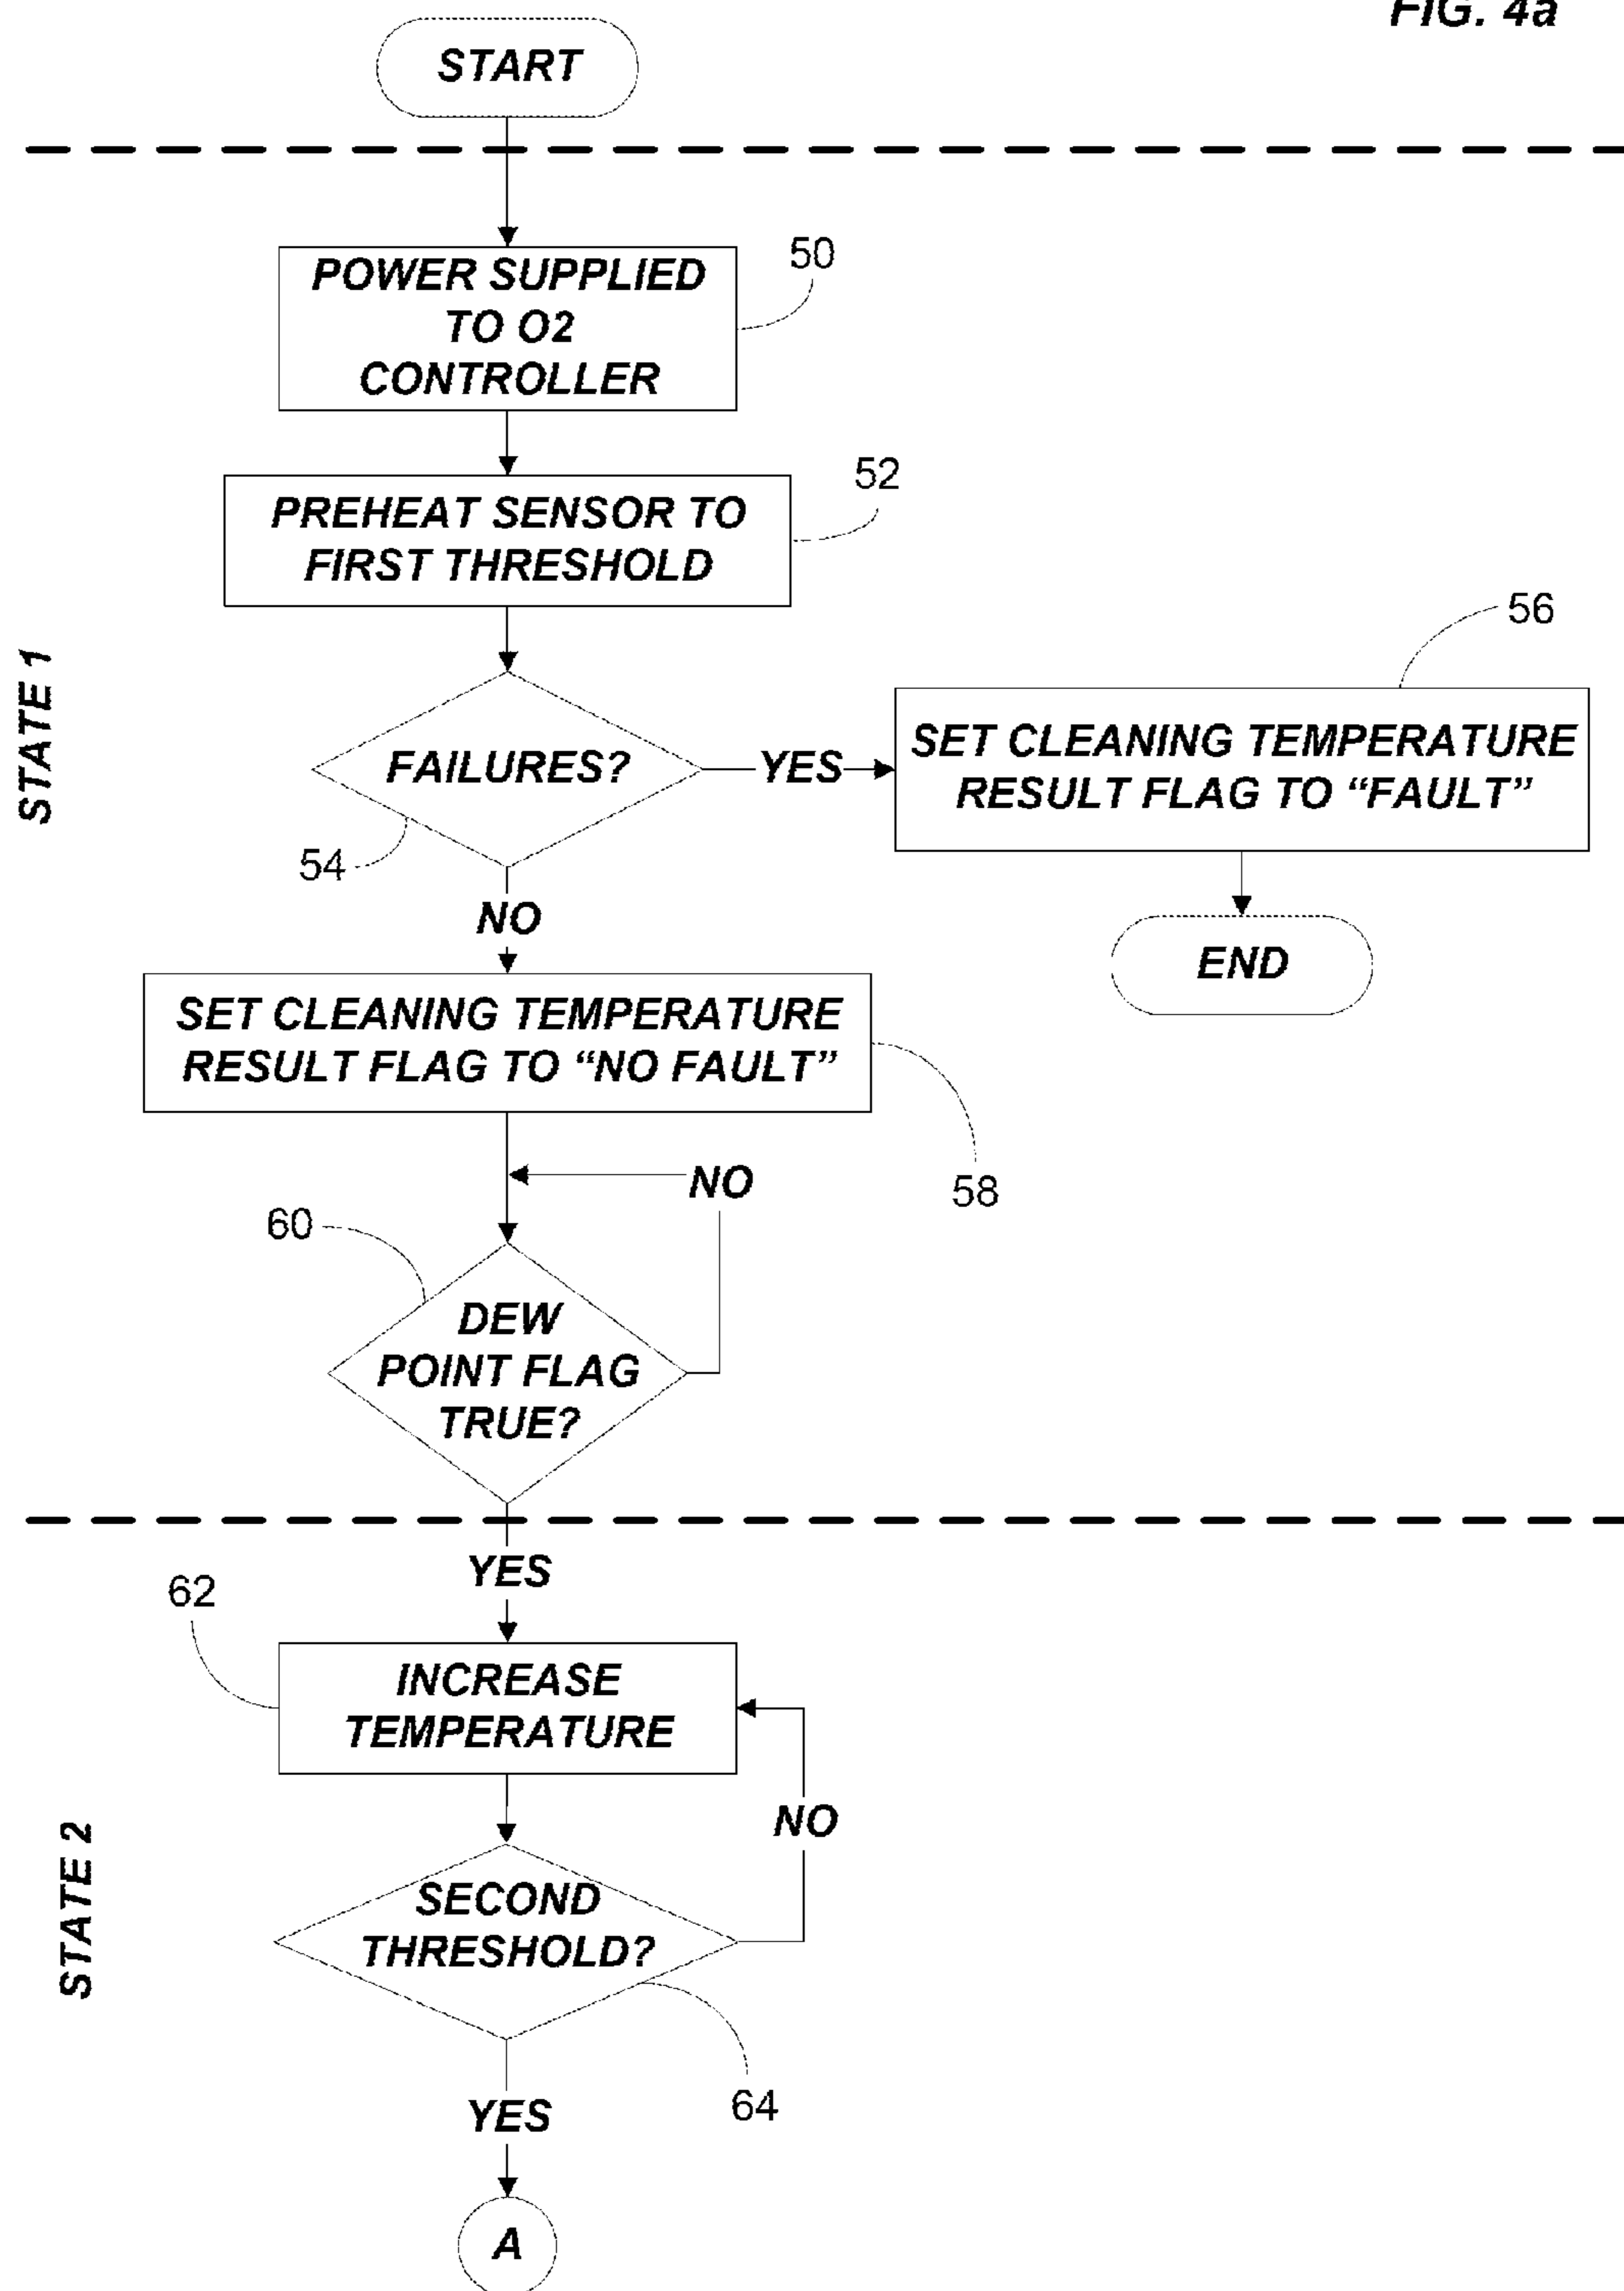 FIG. 4a
START
POWER SUPPLIED
TO O2
CONTROLLER
50
PREHEAT SENSOR TO
FIRST THRESHOLD
52
STATE 1
FAILURES?
54
YES
SET CLEANING TEMPERATURE
RESULT FLAG TO “FAULT”
56
END
NO
SET CLEANING TEMPERATURE
RESULT FLAG TO “NO FAULT”
58
NO
60
DEW
POINT FLAG
TRUE?
YES
62
INCREASE
TEMPERATURE
NO
STATE 2
SECOND
THRESHOLD?
64
YES
A